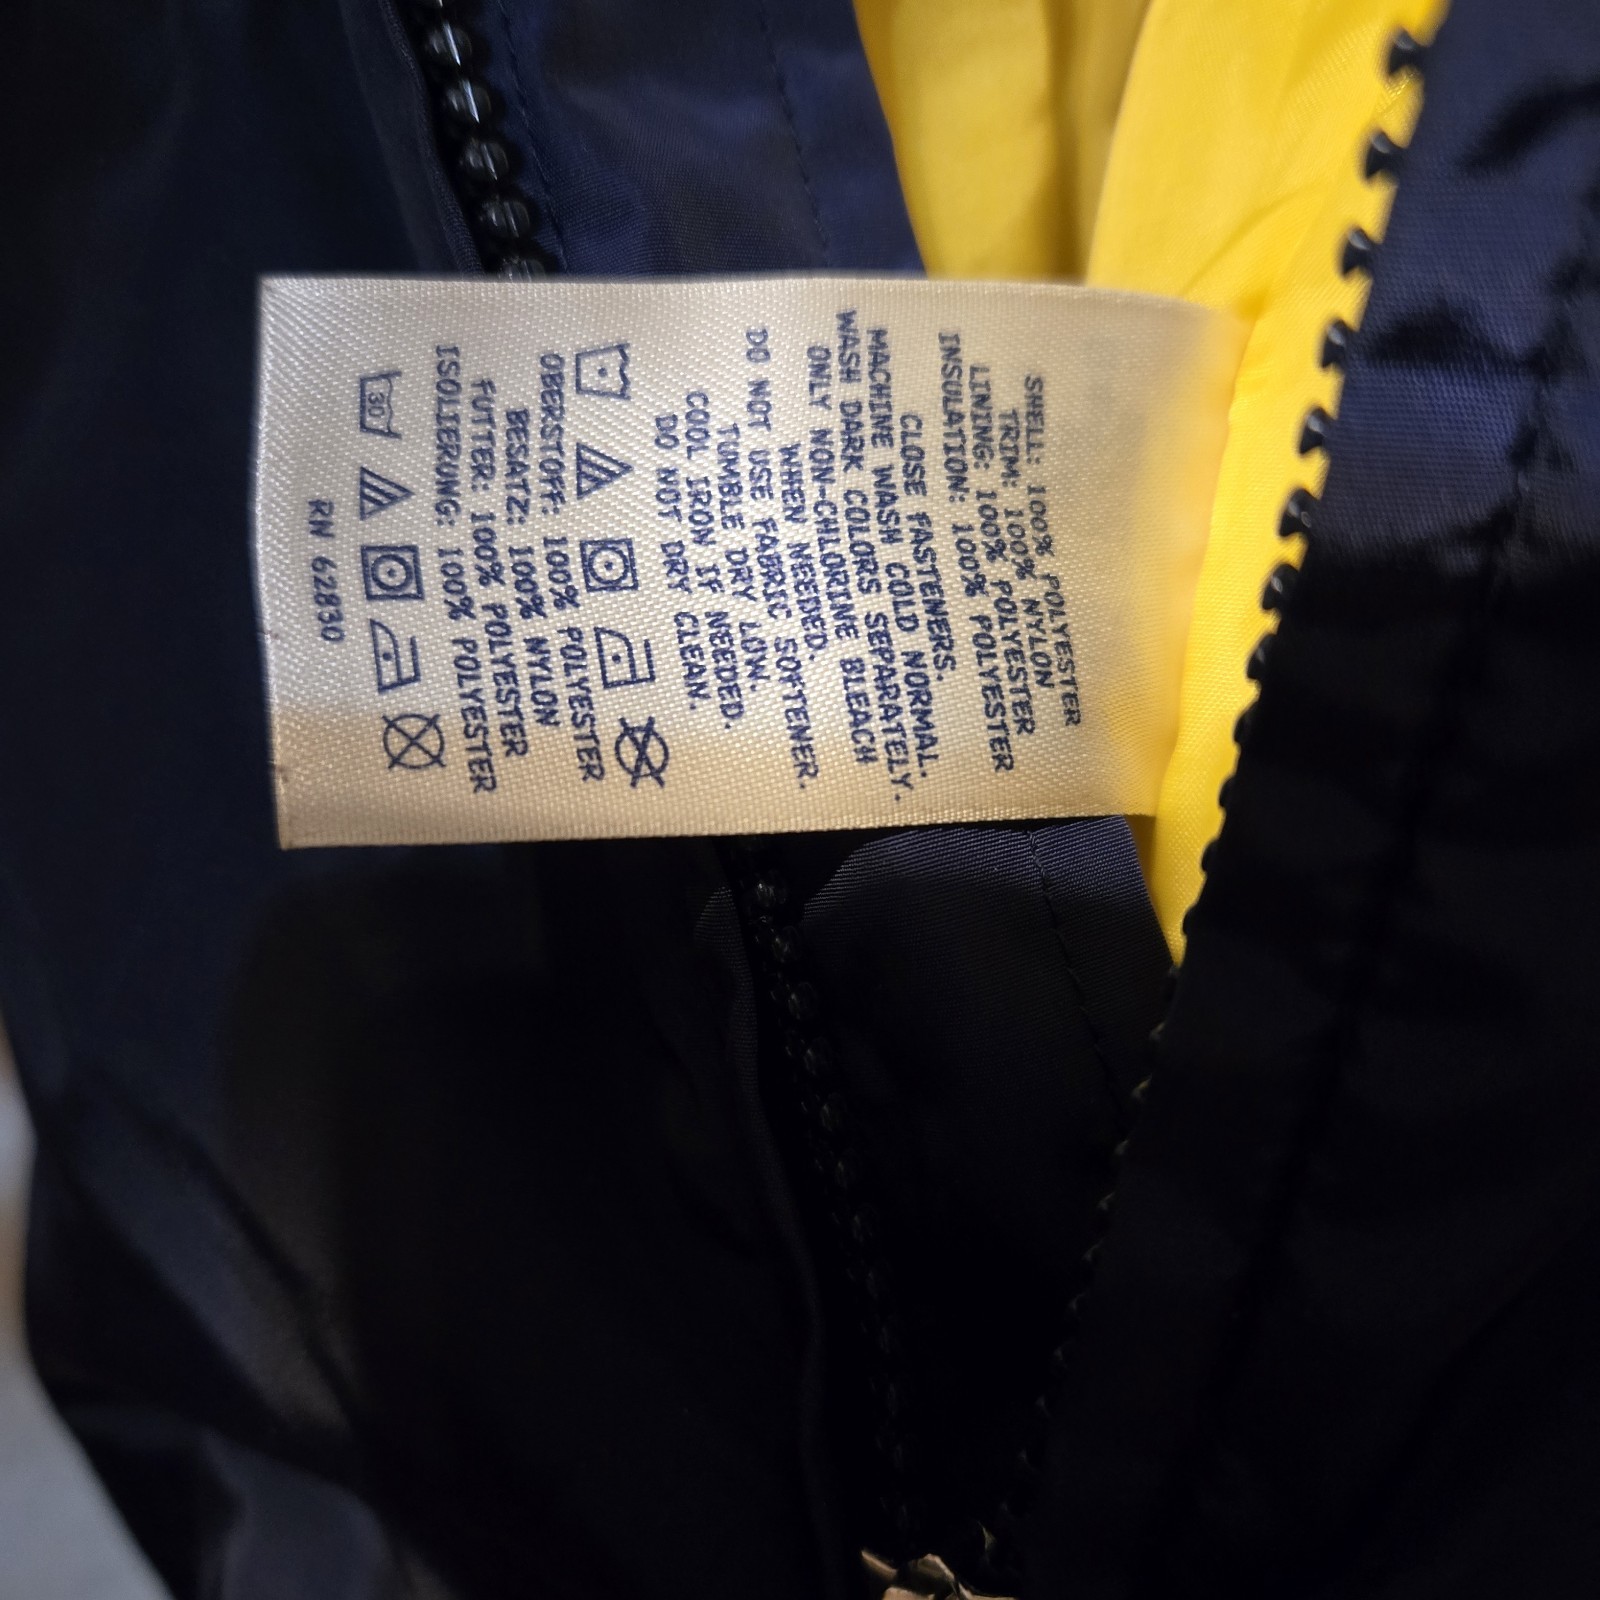 SHELL: 100% POLYESTER
TRIM: 100% NYLON
LINING: 100% POLYESTER
INSULATION: 100% POLYESTER
CLOSE FASTENERS.
MACHINE WASH COLD NORMAL.
WASH DARK COLORS SEPARATELY.
ONLY NON-CHLORINE BLEACH
WHEN NEEDED.
DO NOT USE FABRIC SOFTENER.
TUMBLE DRY LOW.
COOL IRON IF NEEDED.
DO NOT DRY CLEAN.
OBERSTOFF: 100% POLYESTER
BESATZ: 100% NYLON
FUTTER: 100% POLYESTER
ISOLIERUNG: 100% POLYESTER
30
RN 62830